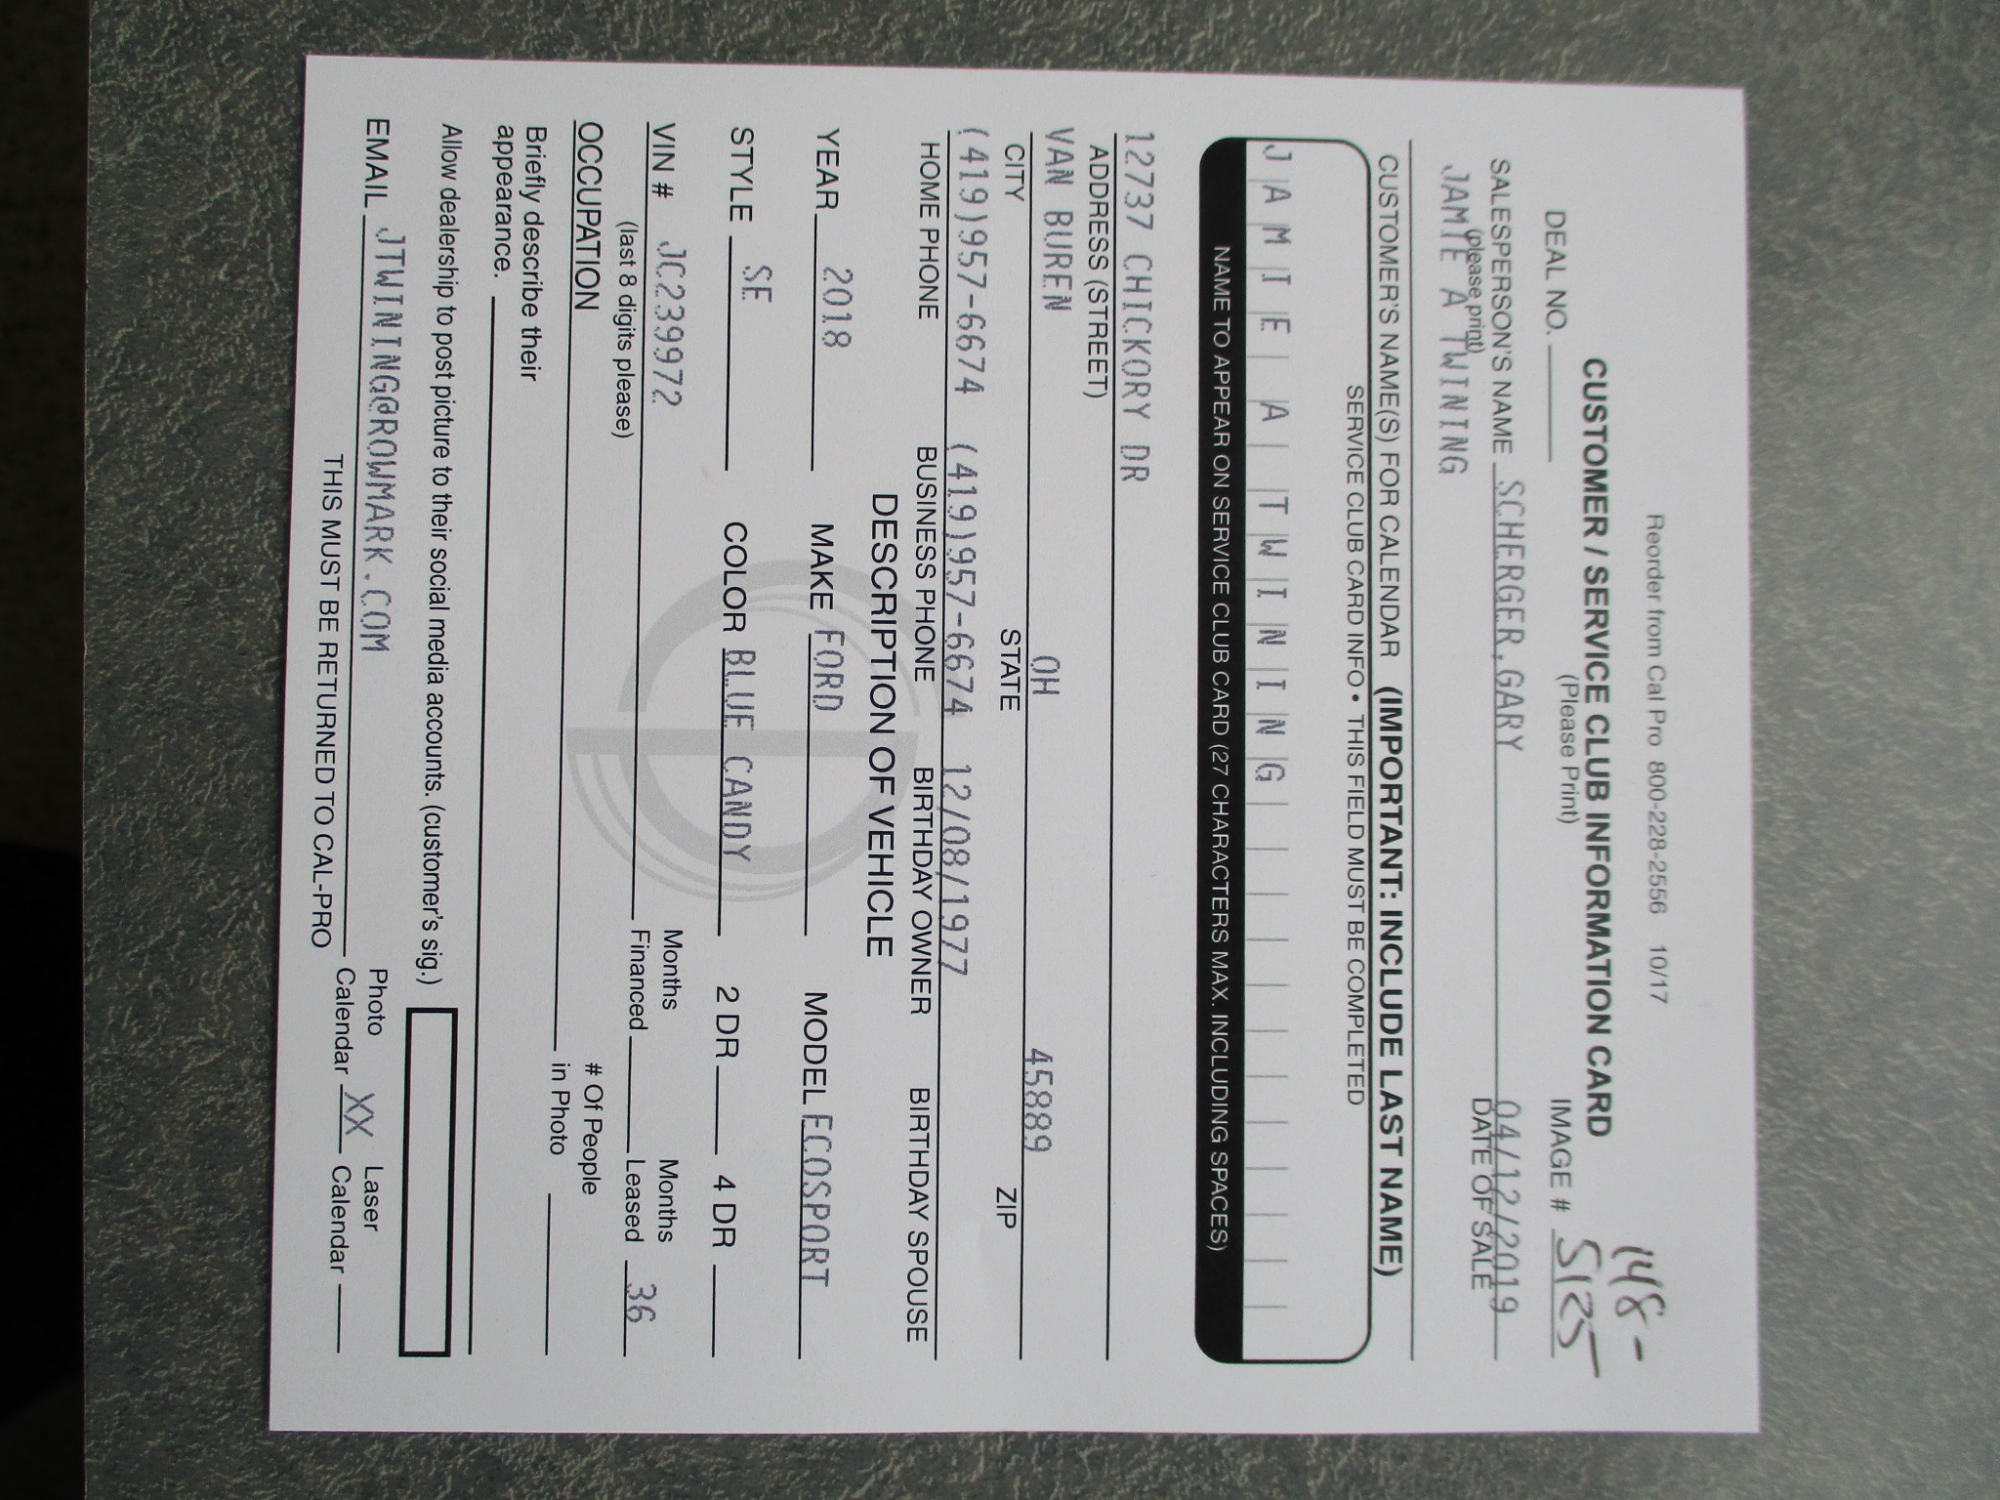 Reorder from Cal Pro 800-228-2556 10/17
148-
CUSTOMER / SERVICE CLUB INFORMATION CARD
(Please Print)
DEAL NO. IMAGE # 5125
SALESPERSON'S NAME SCHERGER,GARY 04/12/2019
(please print) DATE OF SALE
JAMIE A TWINING
CUSTOMER'S NAME(S) FOR CALENDAR (IMPORTANT: INCLUDE LAST NAME)
SERVICE CLUB CARD INFO • THIS FIELD MUST BE COMPLETED
JAMIE A TWINING
NAME TO APPEAR ON SERVICE CLUB CARD (27 CHARACTERS MAX. INCLUDING SPACES)
12737 CHICKORY DR
ADDRESS (STREET)
VAN BUREN OH 45889
CITY STATE ZIP
(419)957-6674 (419)957-6674 12/08/1977
HOME PHONE BUSINESS PHONE BIRTHDAY OWNER BIRTHDAY SPOUSE
DESCRIPTION OF VEHICLE
YEAR 2018 MAKE FORD MODEL ECOSPORT
STYLE SE COLOR BLUE CANDY 2 DR 4 DR
VIN # JC239972 Months Financed Months Leased 36
(last 8 digits please)
OCCUPATION # Of People in Photo
Briefly describe their
appearance.
Allow dealership to post picture to their social media accounts. (customer's sig.)
EMAIL JTWINING@ROWMARK.COM Photo Calendar XX Laser Calendar
THIS MUST BE RETURNED TO CAL-PRO